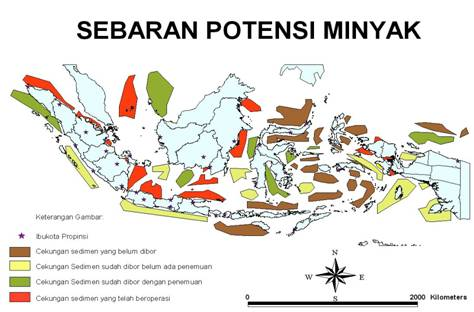 SEBARAN POTENSI MINYAK
Keterangan Gambar:
Ibukota Propinsi
Cekungan sedimen yang belum dibor
Cekungan Sedimen sudah dibor belum ada penemuan
Cekungan Sedimen sudah dibor dengan penemuan
Cekungan sedimen yang telah beroperasi
N
W E
S
0 2000 Kilometers